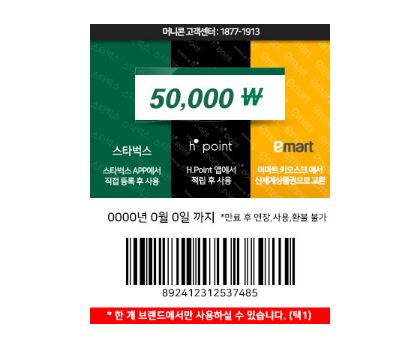 머니콘 고객센터 : 1877-1913
50,000 ₩
스타벅스
h point
emart
스타벅스 APP에서
직접 등록 후 사용
H.Point 앱에서
적립 후 사용
이마트 키오스크 에서
신세계상품권으로 교환
0000년 0월 0일 까지 *만료 후 연장,사용,환불 불가
892412312537485
* 한 개 브랜드에서만 사용하실 수 있습니다. (택1)